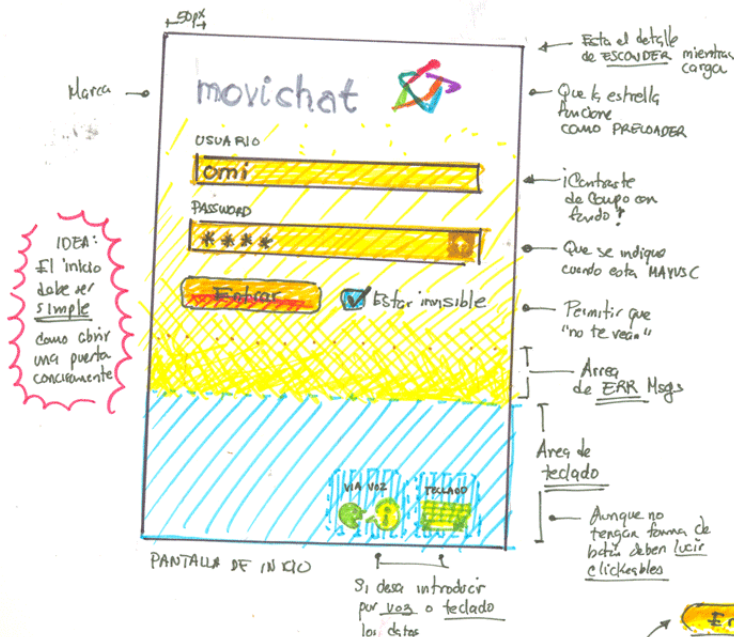 50px
Esta el detalle
de ESCONDER mientras
carga
Marca
movichat
Que la estrella
funcione
como PRELOADER
USUARIO
omi
¡Contraste
de Campo con
fondo!
PASSWORD
****
Que se indique
cuando esta MAYUSC
IDEA:
El inicio
debe ser
simple
como abrir
una puerta
Entrar
Estar invisible
Permitir que
"no te vean"
Area
de ERR Msgs
Area de
teclado
VIA VOZ
TECLADO
Aunque no
tengan forma de
botón deben lucir
clickeables
PANTALLA DE INICIO
Si desa introducir
por voz o teclado
los datos